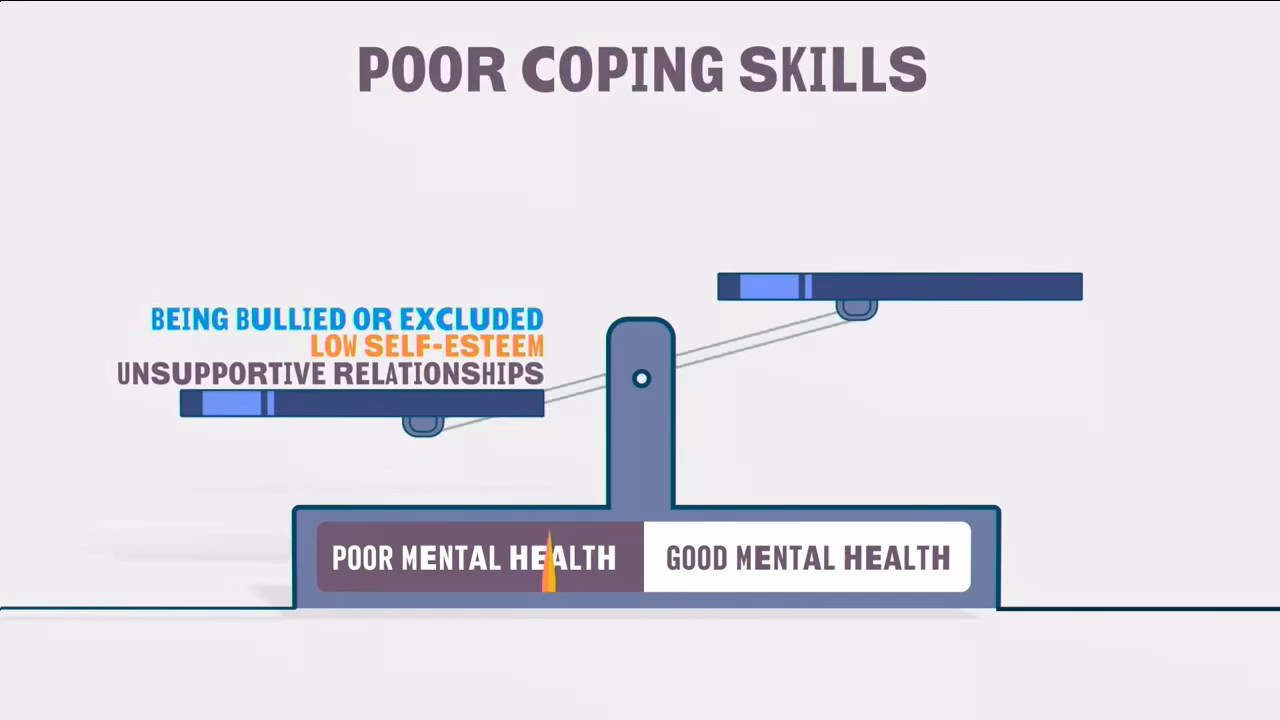 POOR COPING SKILLS
BEING BULLIED OR EXCLUDED
LOW SELF-ESTEEM
UNSUPPORTIVE RELATIONSHIPS
POOR MENTAL HEALTH
GOOD MENTAL HEALTH